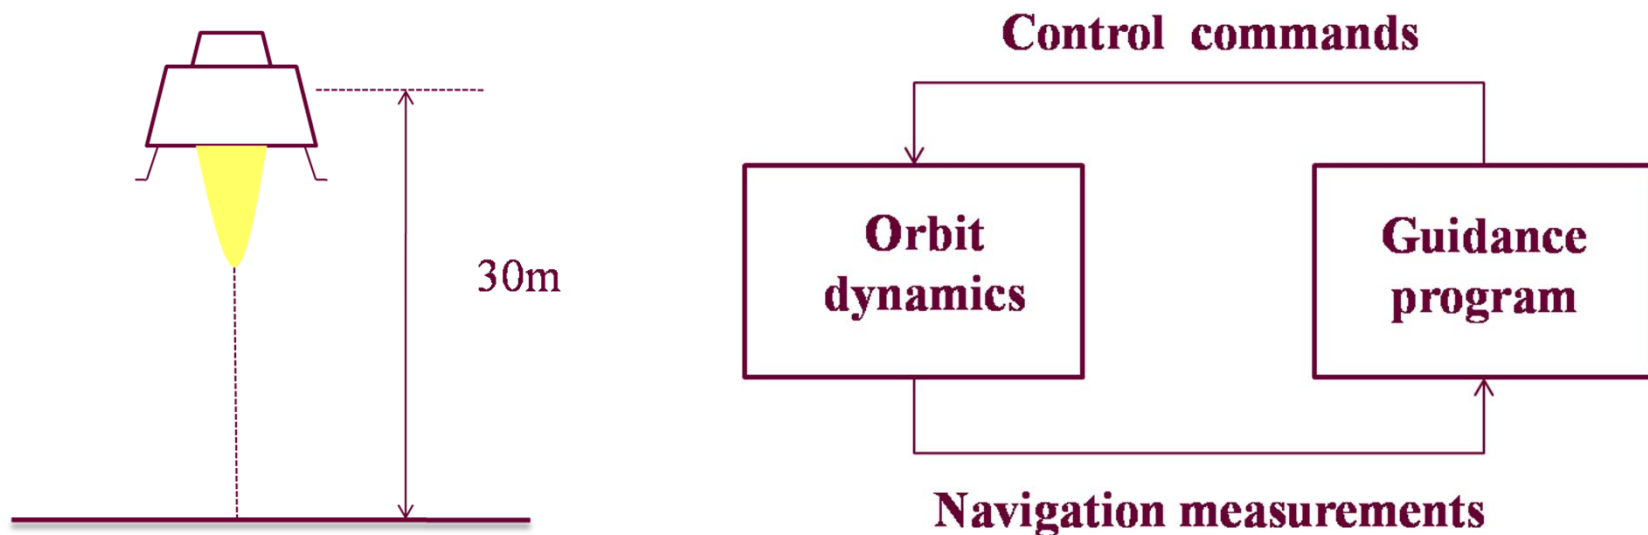 Control commands
30m
Orbit
dynamics
Guidance
program
Navigation measurements